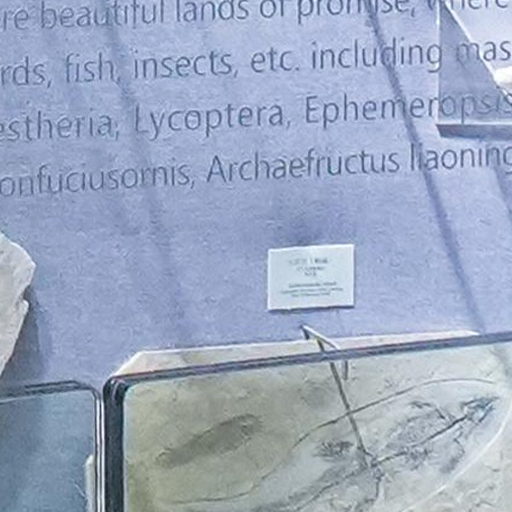 re beautiful lands of promise, where
rds, fish, insects, etc. including mas
estheria, Lycoptera, Ephemeropsis
onfuciusornis, Archaefructus liaoning